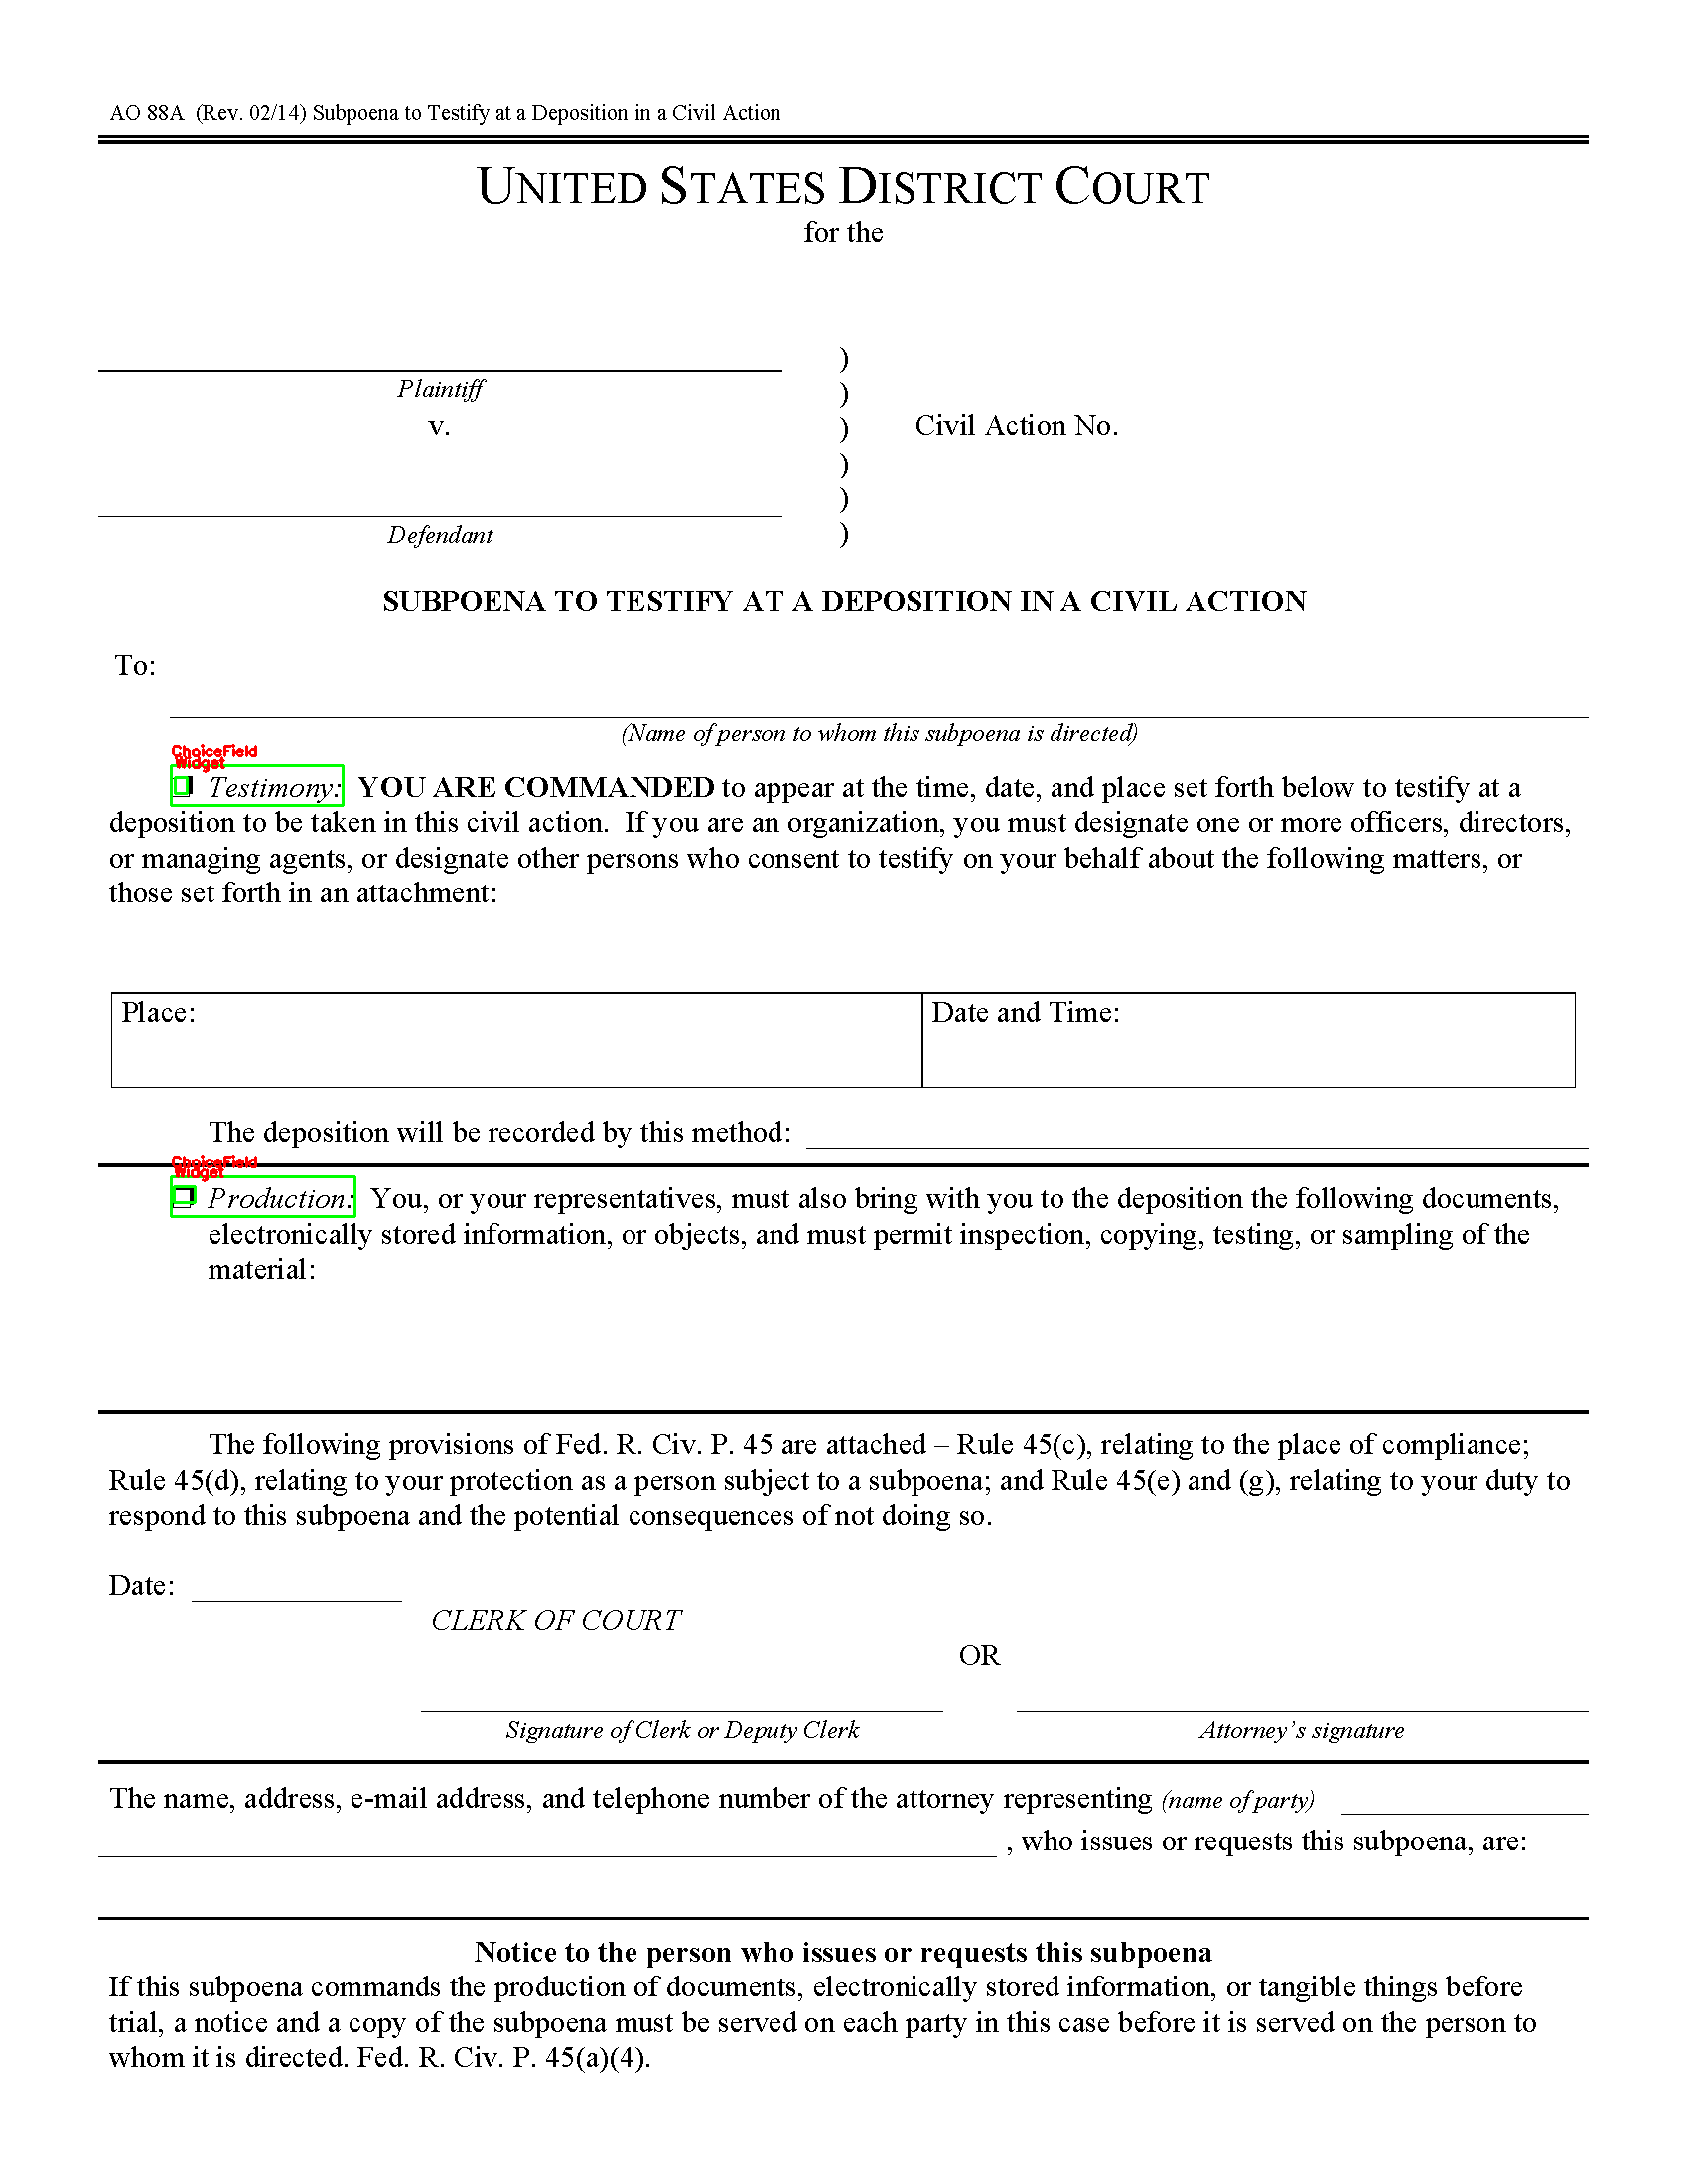 AO 88A (Rev. 02/14) Subpoena to Testify at a Deposition in a Civil Action
UNITED STATES DISTRICT COURT
for the
)
Plaintiff )
v. ) Civil Action No.
)
)
Defendant )
SUBPOENA TO TESTIFY AT A DEPOSITION IN A CIVIL ACTION
To:
(Name of person to whom this subpoena is directed)
ChoiceField
Widget
❑ Testimony: YOU ARE COMMANDED to appear at the time, date, and place set forth below to testify at a
deposition to be taken in this civil action. If you are an organization, you must designate one or more officers, directors,
or managing agents, or designate other persons who consent to testify on your behalf about the following matters, or
those set forth in an attachment:
Place: Date and Time:
The deposition will be recorded by this method:
ChoiceField
Widget
❑ Production: You, or your representatives, must also bring with you to the deposition the following documents,
electronically stored information, or objects, and must permit inspection, copying, testing, or sampling of the
material:
The following provisions of Fed. R. Civ. P. 45 are attached – Rule 45(c), relating to the place of compliance;
Rule 45(d), relating to your protection as a person subject to a subpoena; and Rule 45(e) and (g), relating to your duty to
respond to this subpoena and the potential consequences of not doing so.
Date:
CLERK OF COURT
OR
Signature of Clerk or Deputy Clerk Attorney’s signature
The name, address, e-mail address, and telephone number of the attorney representing (name of party)
, who issues or requests this subpoena, are:
Notice to the person who issues or requests this subpoena
If this subpoena commands the production of documents, electronically stored information, or tangible things before
trial, a notice and a copy of the subpoena must be served on each party in this case before it is served on the person to
whom it is directed. Fed. R. Civ. P. 45(a)(4).